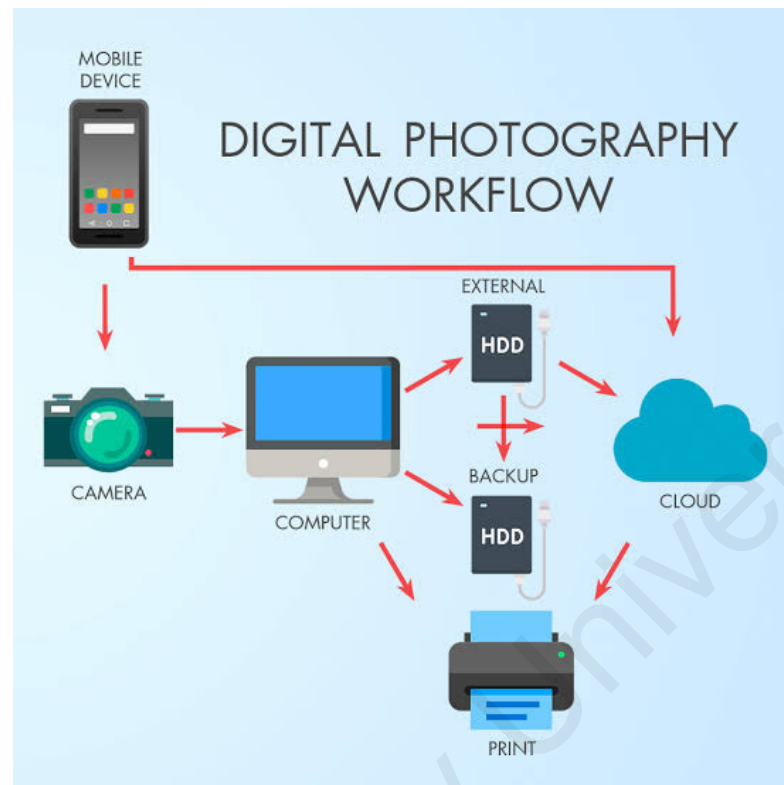 MOBILE
DEVICE
DIGITAL PHOTOGRAPHY
WORKFLOW
EXTERNAL
HDD
CAMERA
COMPUTER
BACKUP
HDD
CLOUD
PRINT